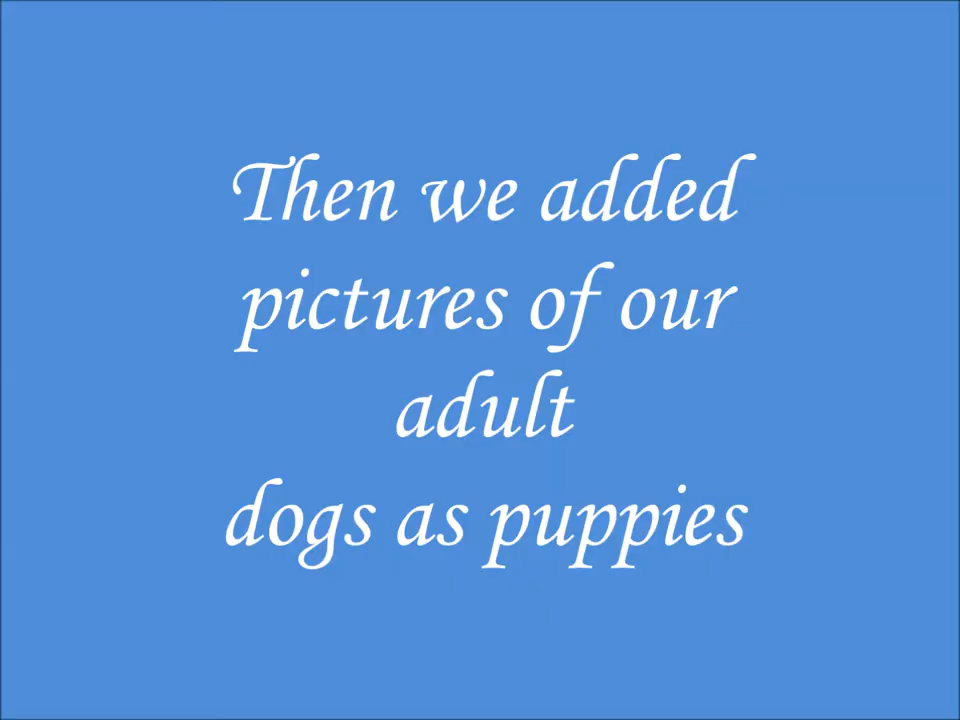 Then we added
pictures of our
adult
dogs as puppies